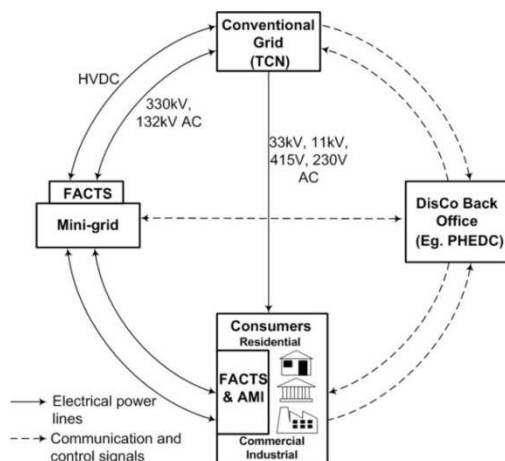 Conventional
Grid
(TCN)
HVDC
330kV,
132kV AC
33kV, 11kV,
415V, 230V
AC
FACTS
Mini-grid
DisCo Back
Office
(Eg. PHEDC)
Consumers
Residential
FACTS
& AMI
Commercial
Industrial
Electrical power
lines
Communication and
control signals